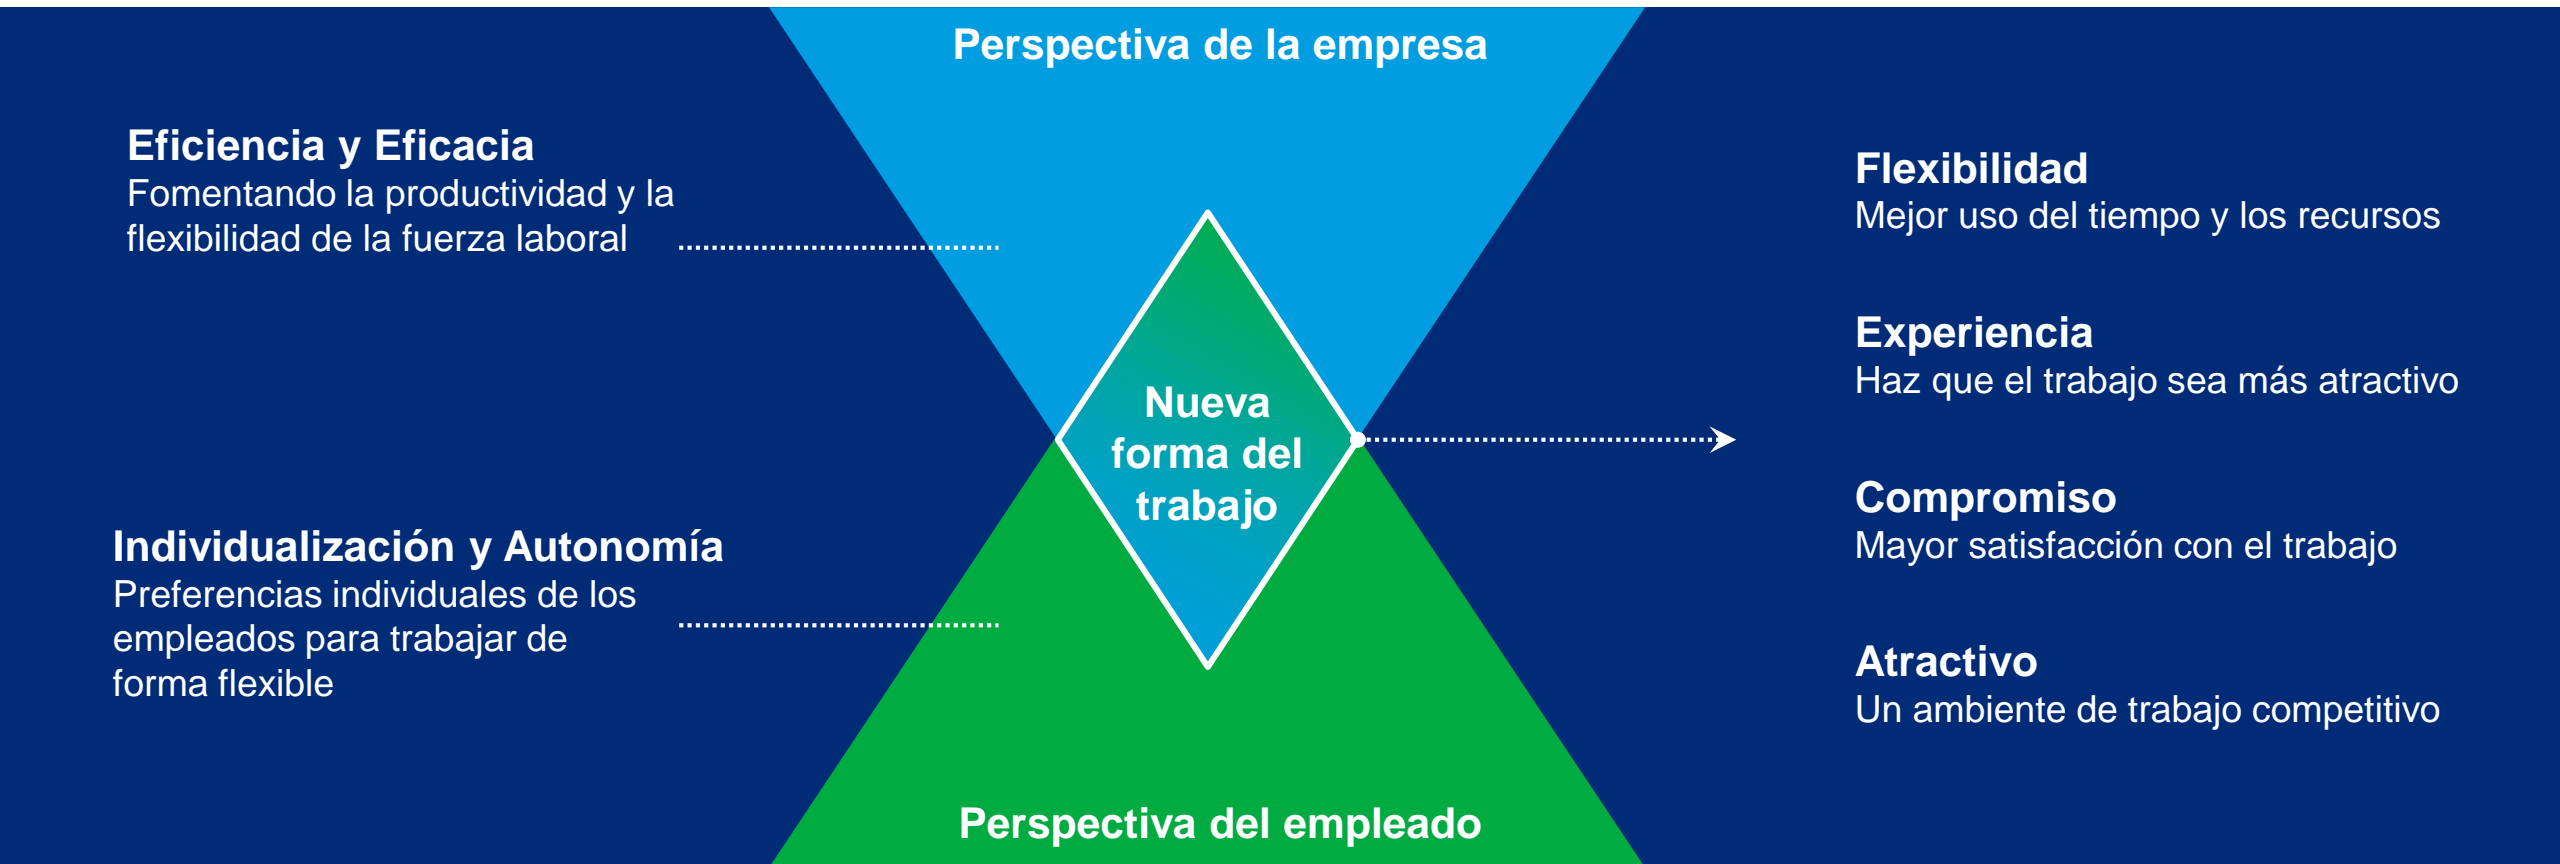 Perspectiva de la empresa
Eficiencia y Eficacia
Fomentando la productividad y la
flexibilidad de la fuerza laboral
Individualización y Autonomía
Preferencias individuales de los
empleados para trabajar de
forma flexible
Nueva
forma del
trabajo
Flexibilidad
Mejor uso del tiempo y los recursos
Experiencia
Haz que el trabajo sea más atractivo
Compromiso
Mayor satisfacción con el trabajo
Atractivo
Un ambiente de trabajo competitivo
Perspectiva del empleado